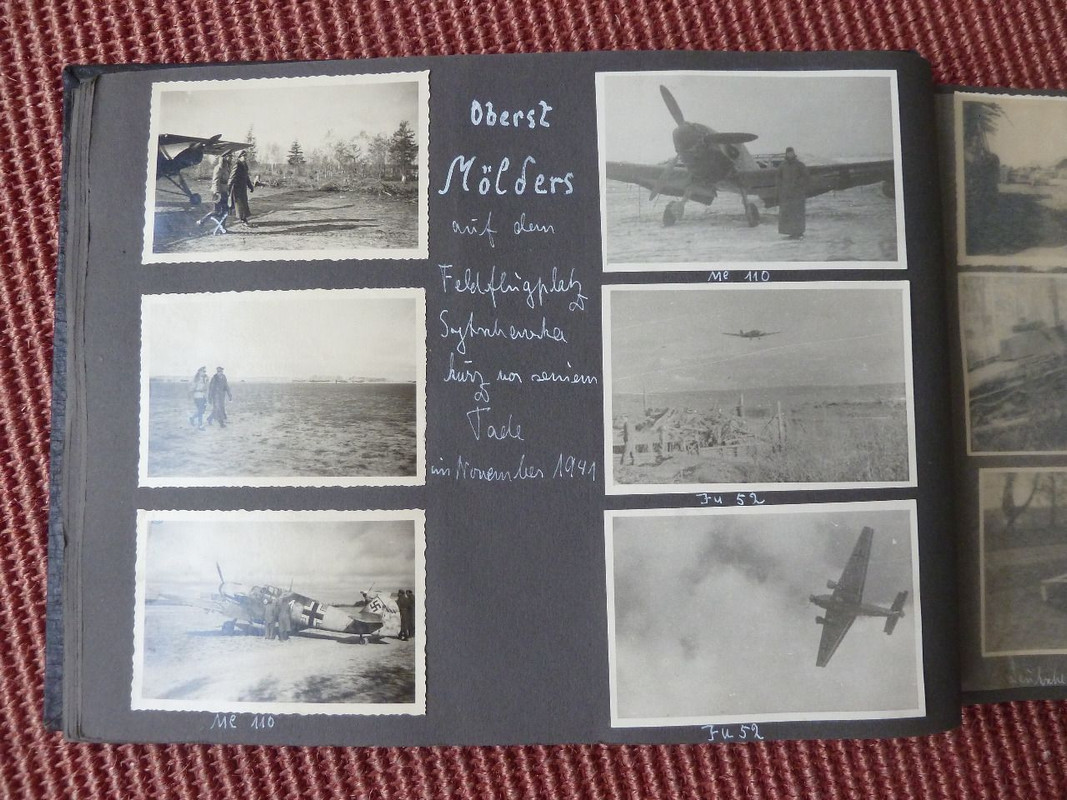 Oberst
Mölders
auf dem
Feldflugplatz
Sytschewka
kurz vor seinem
Tode
im November 1941
Me 110
Me 110
Ju 52
Ju 52